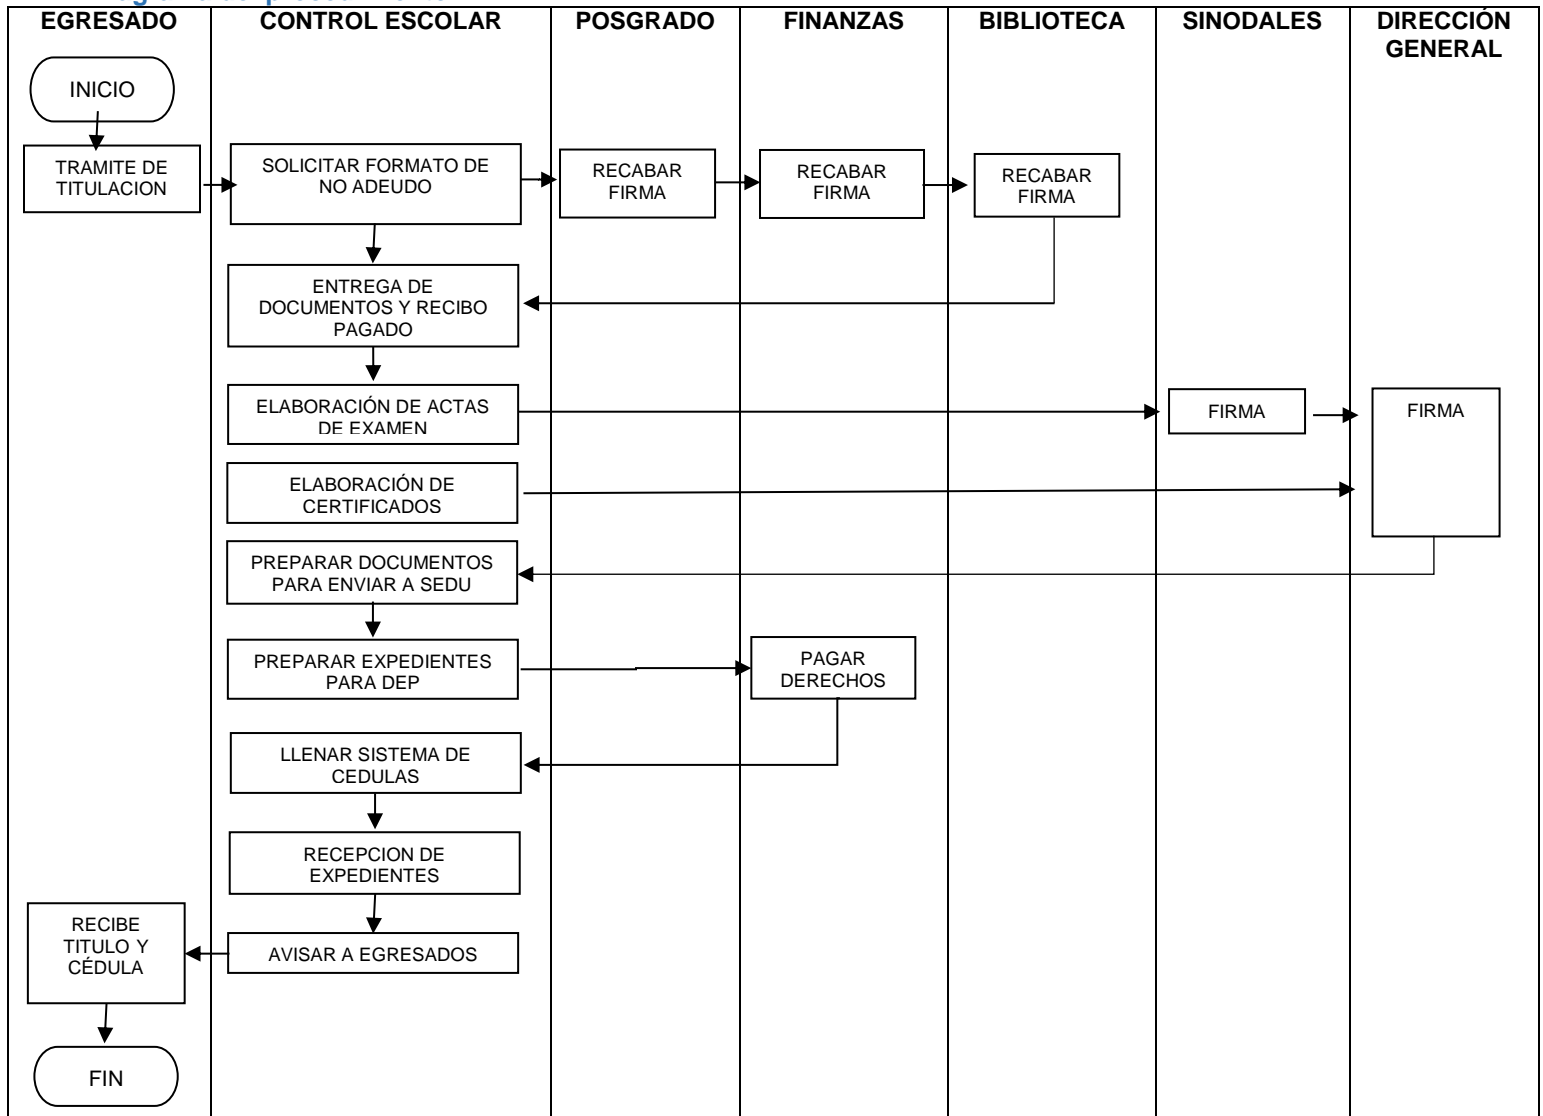 EGRESADO
CONTROL ESCOLAR
POSGRADO
FINANZAS
BIBLIOTECA
SINODALES
DIRECCIÓN
GENERAL
INICIO
TRAMITE DE
TITULACION
SOLICITAR FORMATO DE
NO ADEUDO
RECABAR
FIRMA
RECABAR
FIRMA
RECABAR
FIRMA
ENTREGA DE
DOCUMENTOS Y RECIBO
PAGADO
ELABORACIÓN DE ACTAS
DE EXAMEN
FIRMA
FIRMA
ELABORACIÓN DE
CERTIFICADOS
PREPARAR DOCUMENTOS
PARA ENVIAR A SEDU
PREPARAR EXPEDIENTES
PARA DEP
PAGAR
DERECHOS
LLENAR SISTEMA DE
CEDULAS
RECEPCION DE
EXPEDIENTES
AVISAR A EGRESADOS
RECIBE
TITULO Y
CÉDULA
FIN